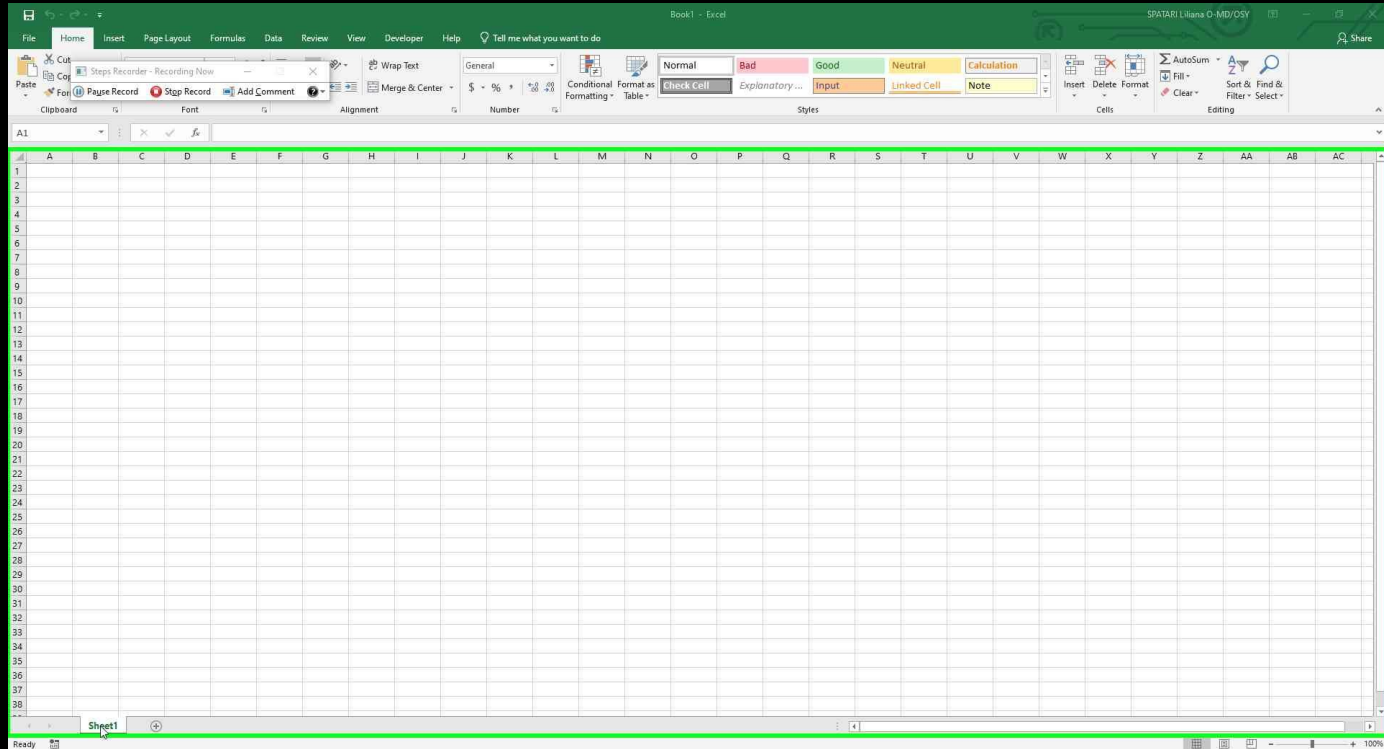 Book1 - Excel
SPATARI Liliana O-MD/OSY
File Home Insert Page Layout Formulas Data Review View Developer Help Tell me what you want to do
Share
Paste
Cut
Steps Recorder - Recording Now
Pause Record Stop Record Add Comment
Wrap Text
Merge & Center
General
$ % ,
Conditional Formatting
Format as Table
Normal Bad Good Neutral Calculation
Check Cell Explanatory ... Input Linked Cell Note
Insert Delete Format
AutoSum
Fill
Clear
Sort & Filter
Find & Select
Clipboard Font Alignment Number Styles Cells Editing
A1
fx
A B C D E F G H I J K L M N O P Q R S T U V W X Y Z AA AB AC
1
2
3
4
5
6
7
8
9
10
11
12
13
14
15
16
17
18
19
20
21
22
23
24
25
26
27
28
29
30
31
32
33
34
35
36
37
38
Sheet1
Ready
100%